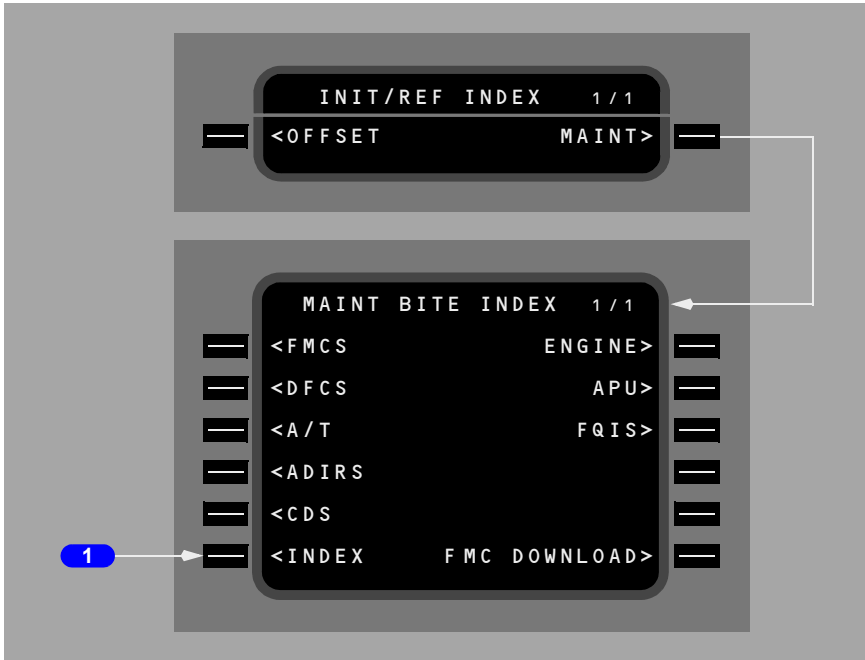 INIT/REF INDEX 1/1
<OFFSET MAINT>
MAINT BITE INDEX 1/1
<FMCS ENGINE>
<DFCS APU>
<A/T FQIS>
<ADIRS
<CDS
1 <INDEX FMC DOWNLOAD>